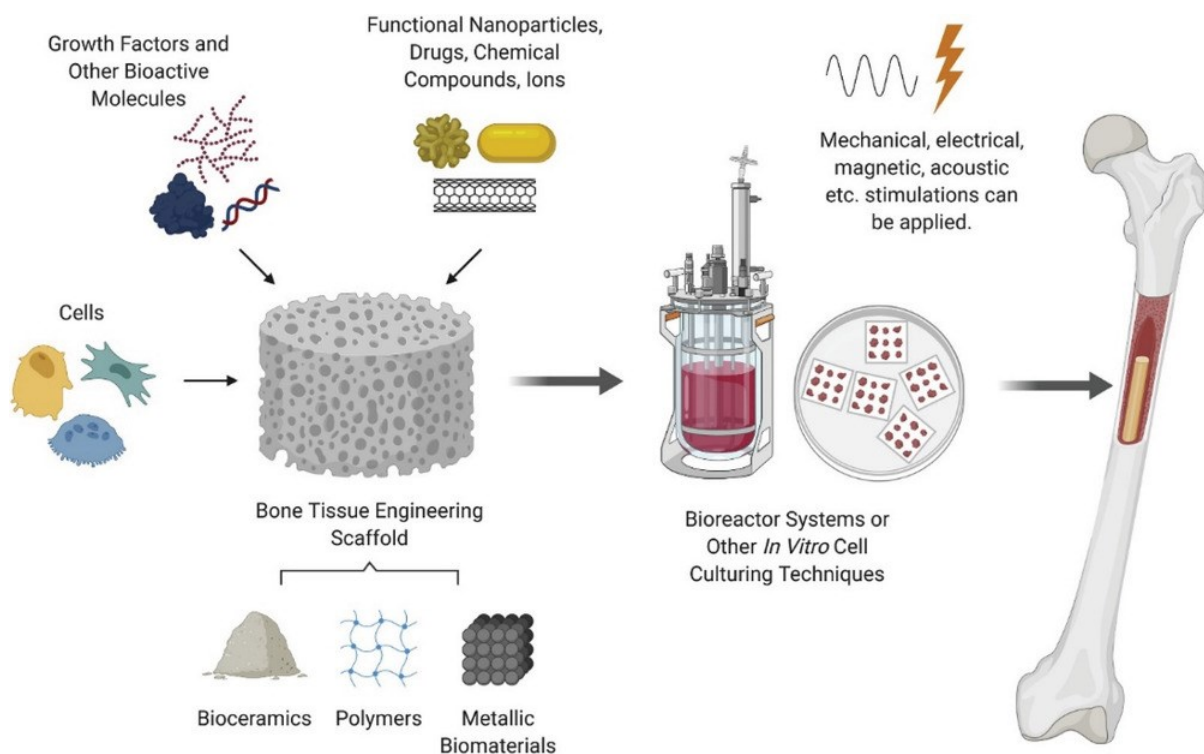 Growth Factors and
Other Bioactive
Molecules
Functional Nanoparticles,
Drugs, Chemical
Compounds, Ions
Mechanical, electrical,
magnetic, acoustic
etc. stimulations can
be applied.
Cells
Bone Tissue Engineering
Scaffold
Bioreactor Systems or
Other In Vitro Cell
Culturing Techniques
Bioceramics
Polymers
Metallic
Biomaterials